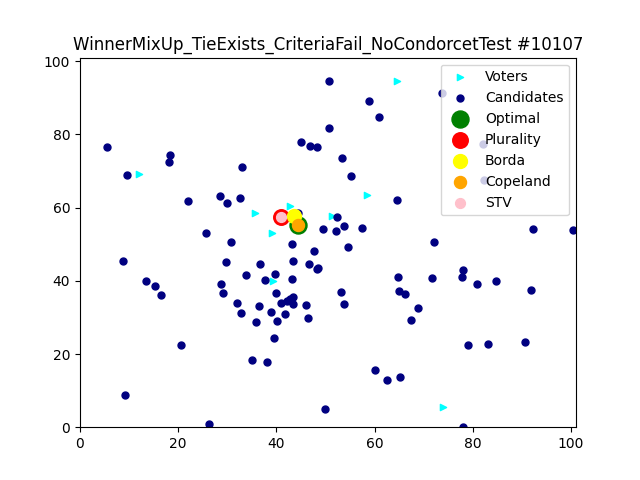 WinnerMixUp_TieExists_CriteriaFail_NoCondorcetTest #10107
100
80
60
40
20
0
0 20 40 60 80 100
Voters
Candidates
Optimal
Plurality
Borda
Copeland
STV